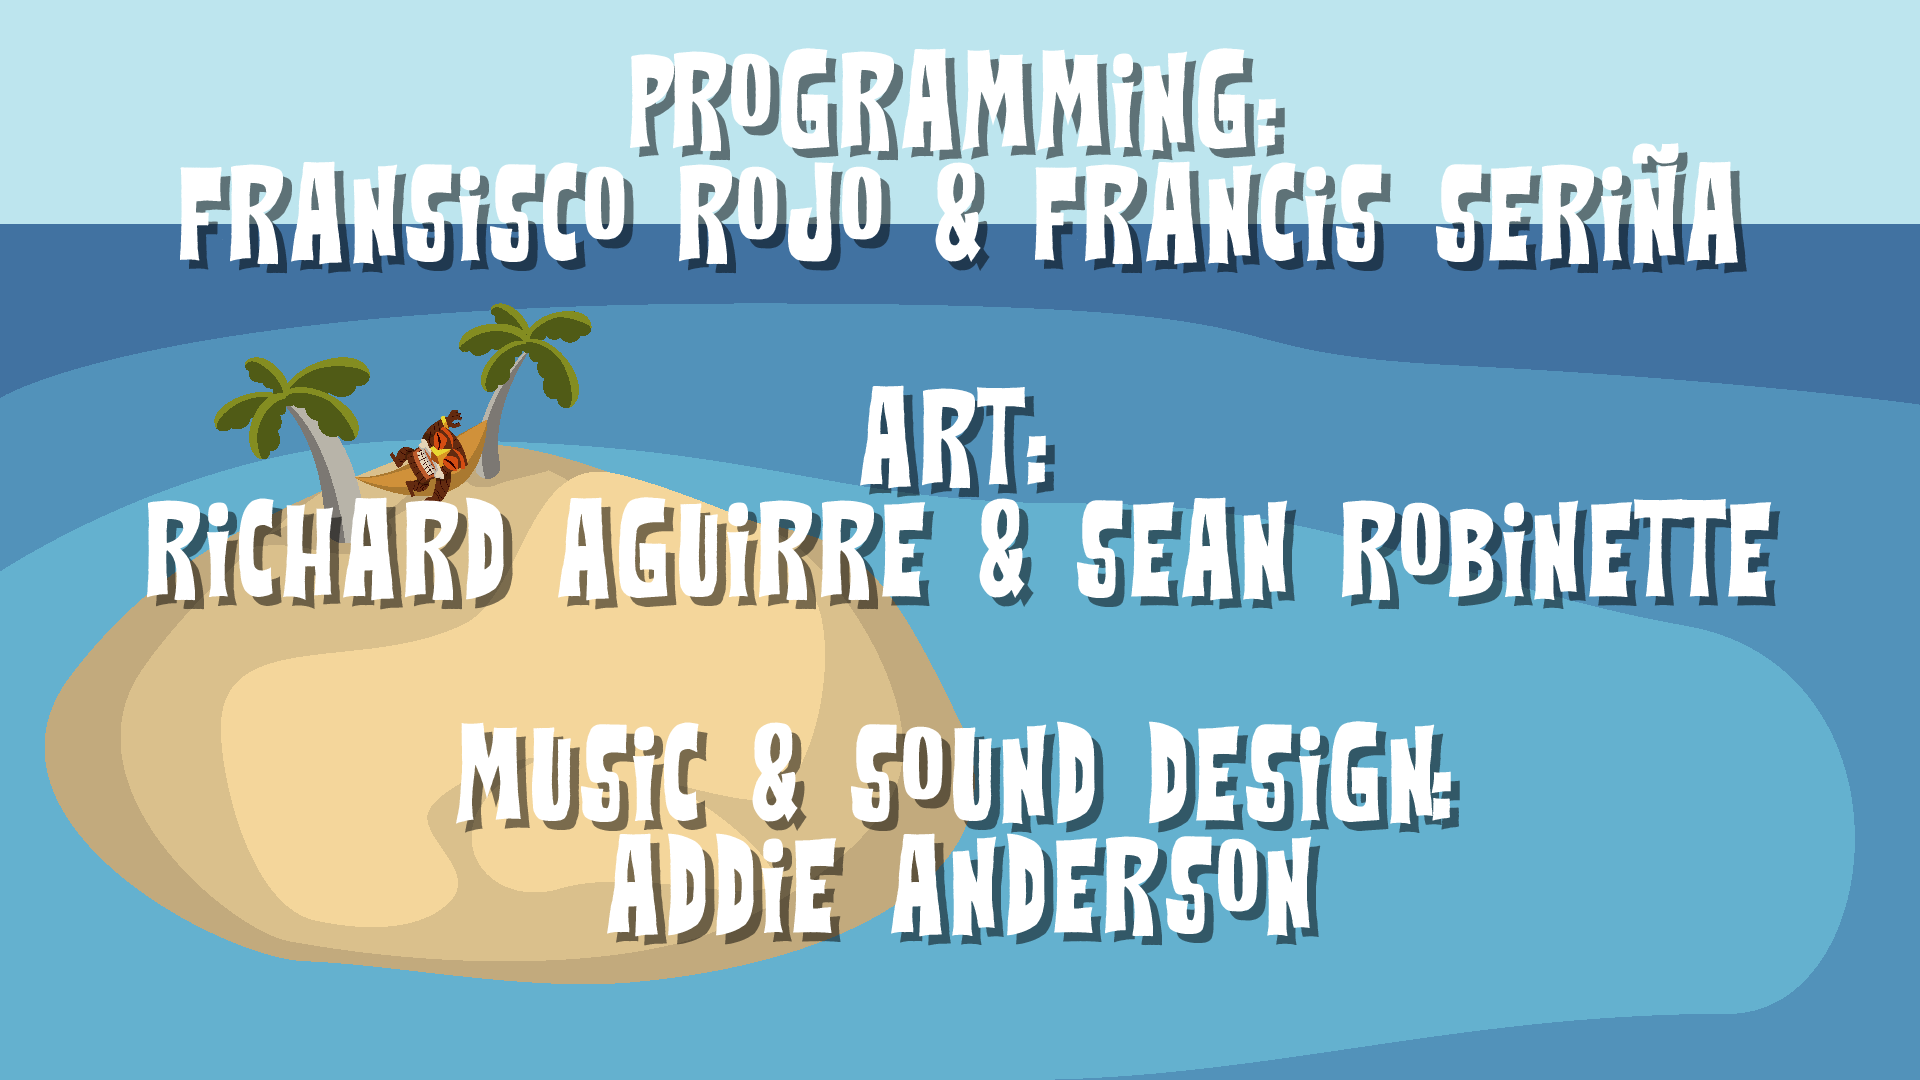 PROGRAMMiNG:
FRANSiSCO ROJO & FRANCiS SERiÑA
ART:
RiCHARD AGUiRRE & SEAN ROBiNETTE
MUSiC & SOUND DESiGN:
ADDiE ANDERSON